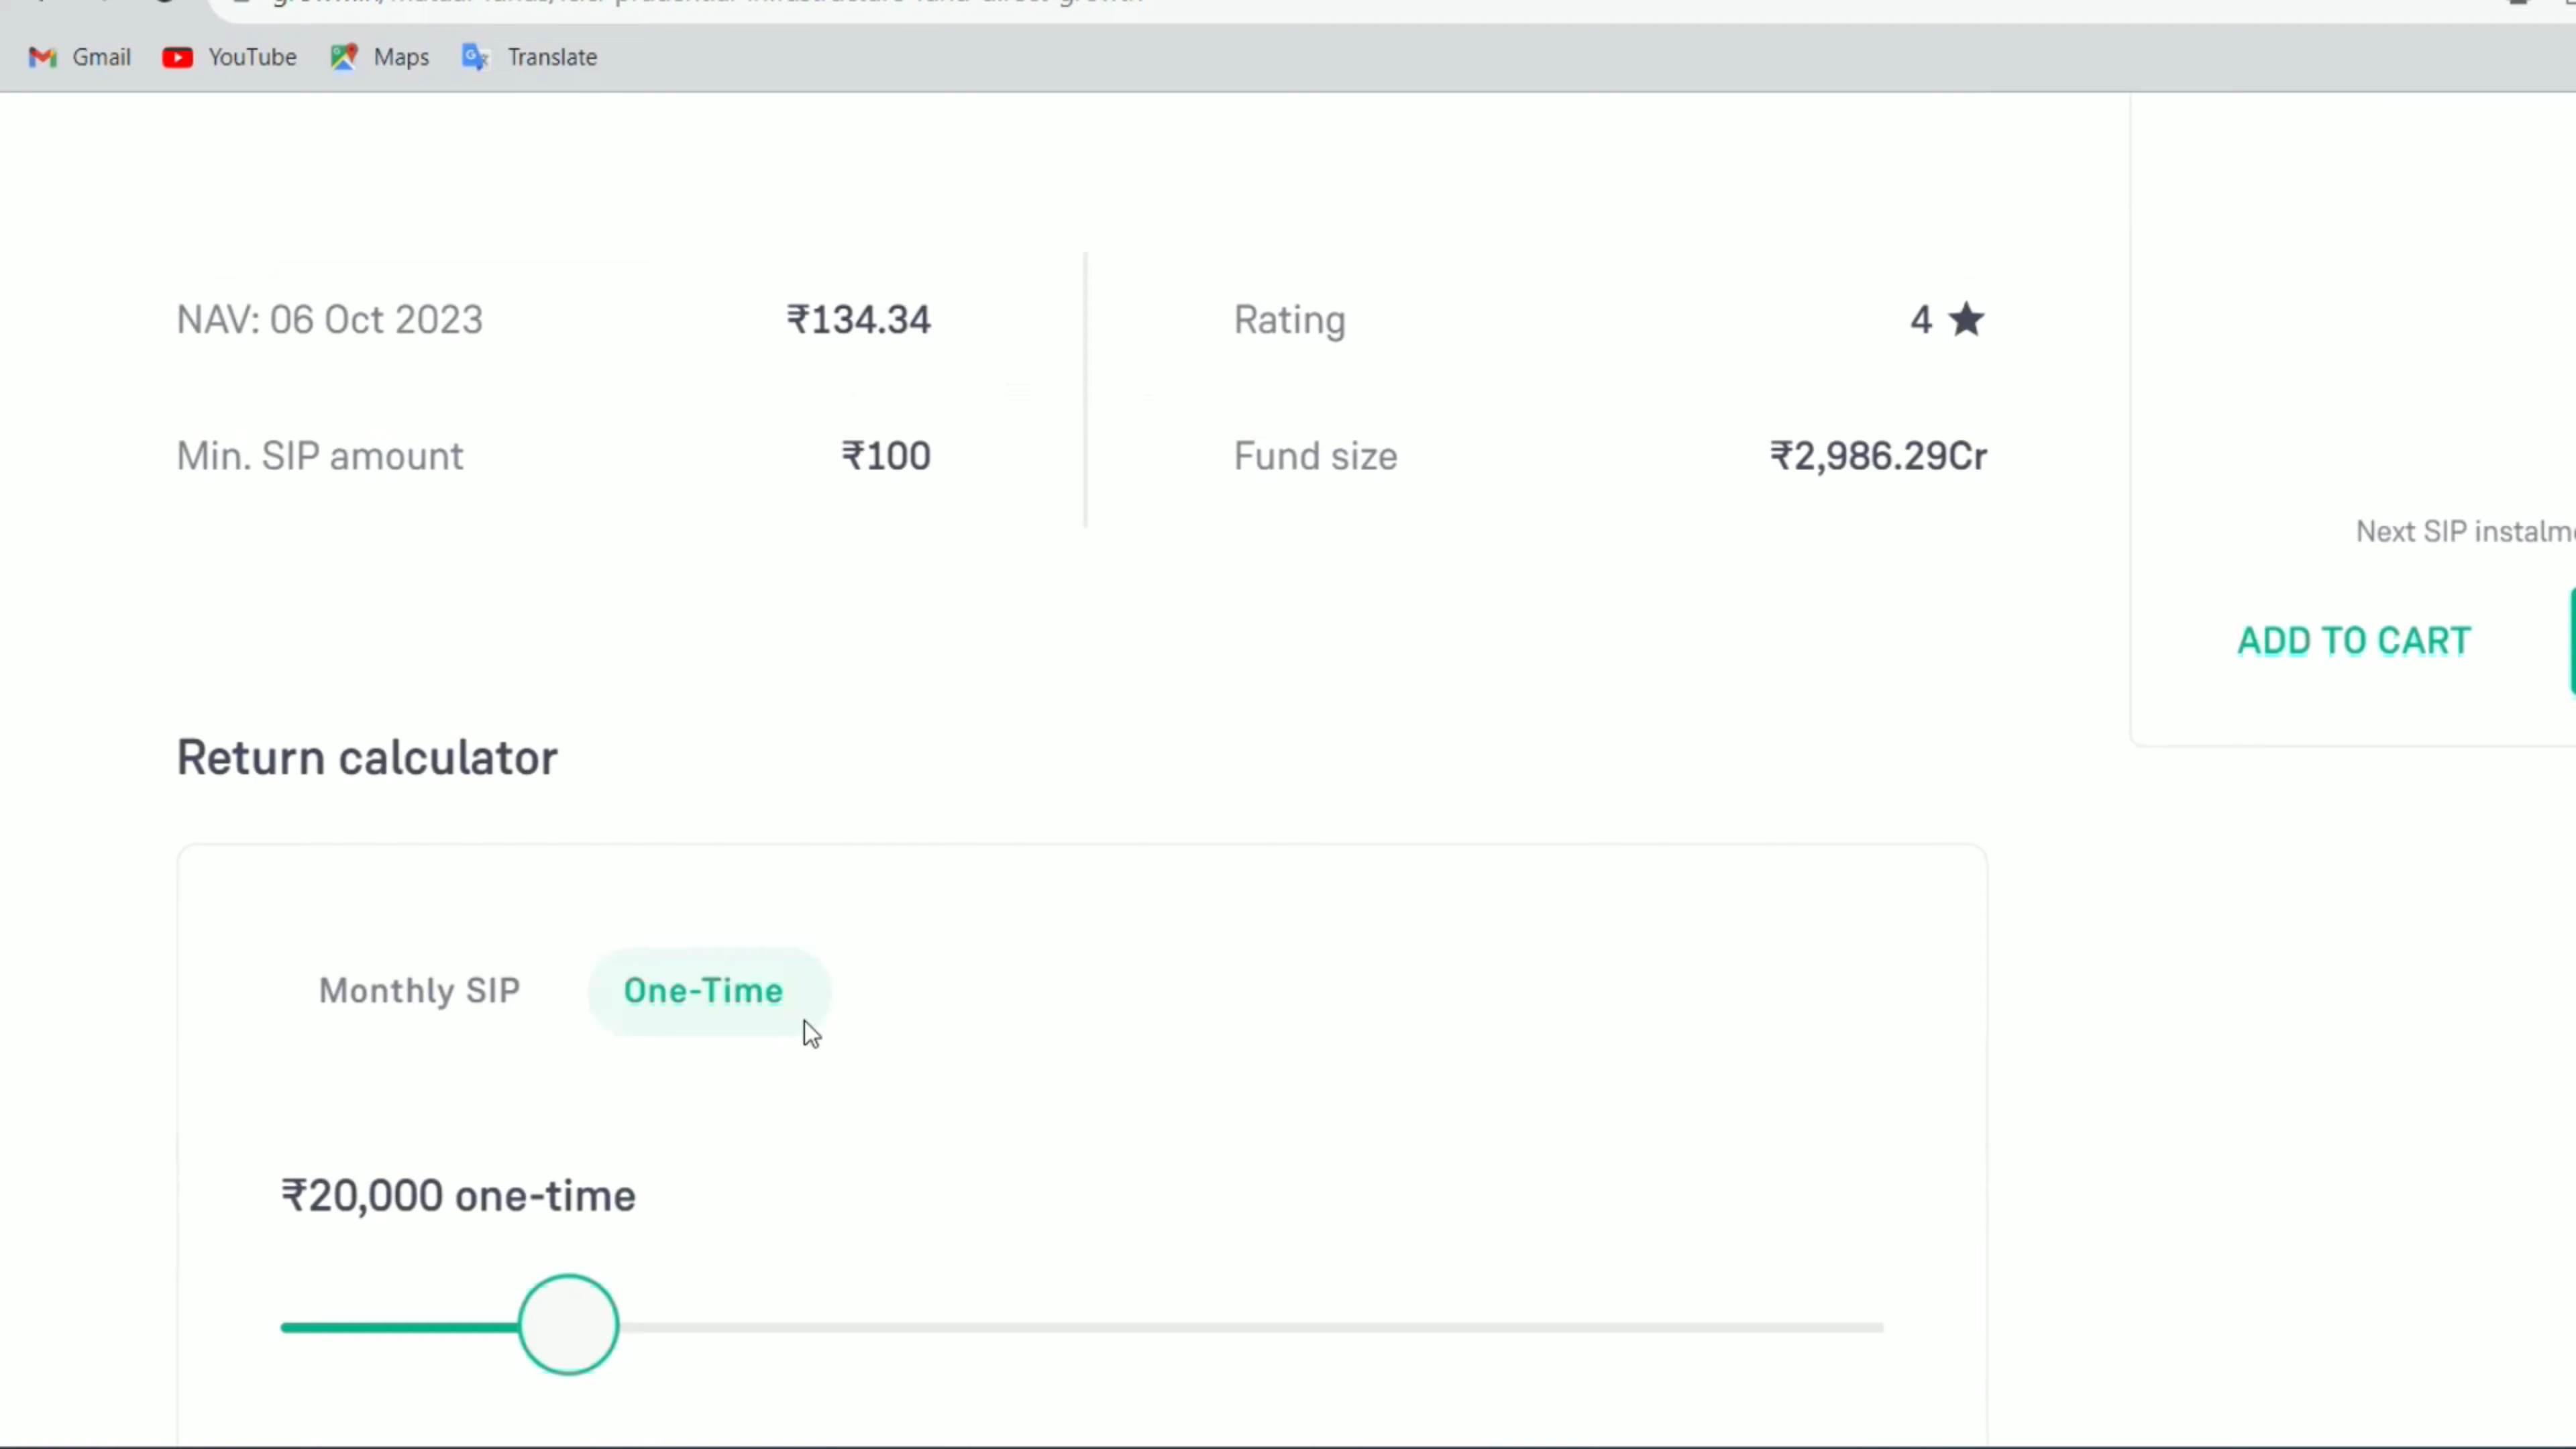 Gmail YouTube Maps Translate
NAV: 06 Oct 2023 ₹134.34
Rating 4 ★
Min. SIP amount ₹100
Fund size ₹2,986.29Cr
Next SIP instalm
ADD TO CART
Return calculator
Monthly SIP One-Time
₹20,000 one-time